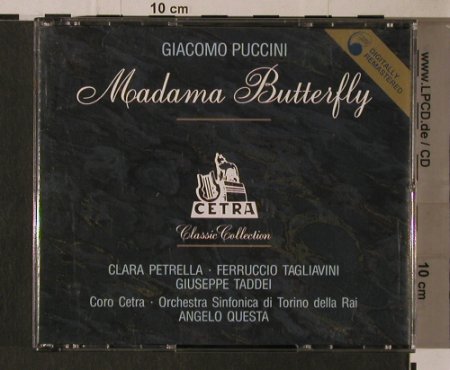 10 cm
GIACOMO PUCCINI
DIGITALLY
REMASTERED
Madama Butterfly
CETRA
Classic Collection
CLARA PETRELLA · FERRUCCIO TAGLIAVINI
GIUSEPPE TADDEI
Coro Cetra · Orchestra Sinfonica di Torino della Rai
ANGELO QUESTA
www.LPCD.de / CD
10 cm